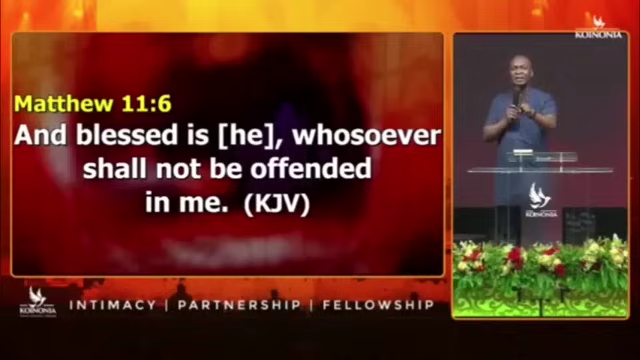 KOINONIA
Matthew 11:6
And blessed is [he], whosoever
shall not be offended
in me. (KJV)
KOINONIA
KOINONIA
INTIMACY | PARTNERSHIP | FELLOWSHIP